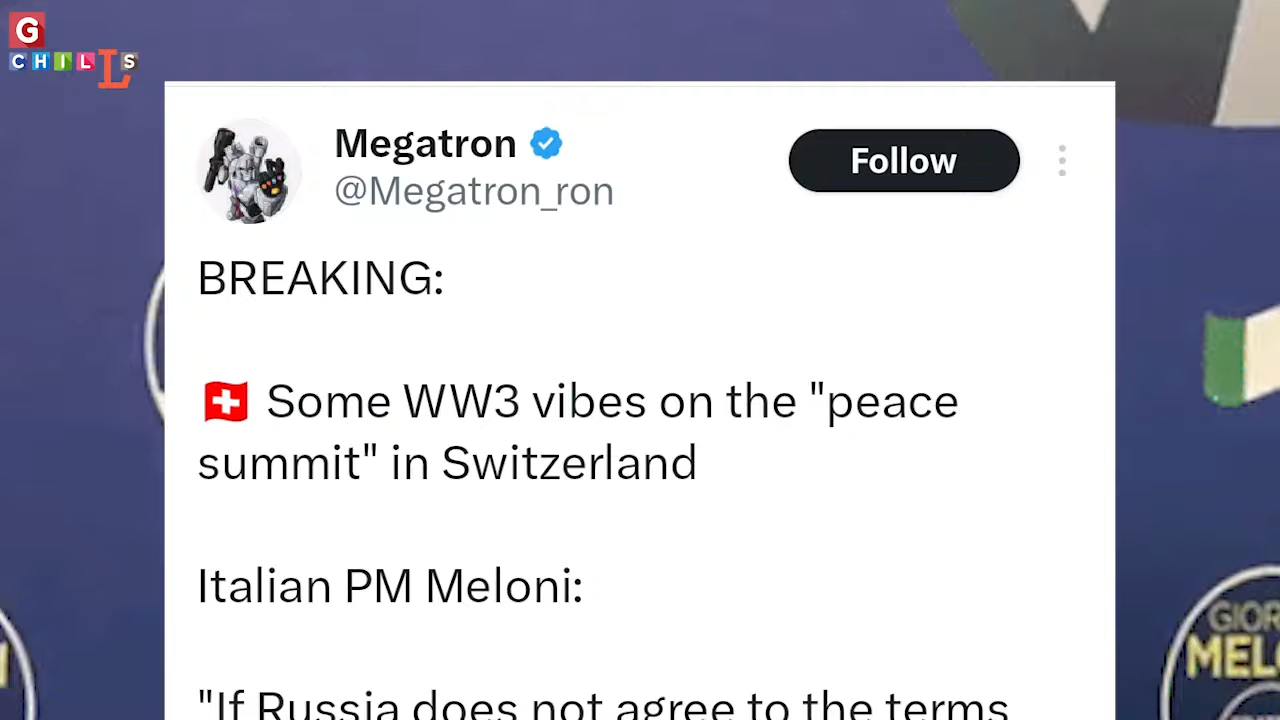 G
CHILLS
Megatron
@Megatron_ron
Follow
BREAKING:
🇨🇭 Some WW3 vibes on the "peace
summit" in Switzerland
Italian PM Meloni:
"If Russia does not agree to the terms
GIOR
MELO